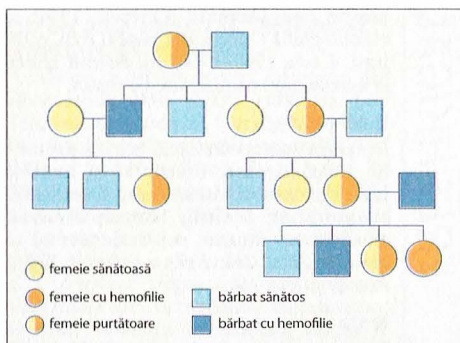 femeie sănătoasă
femeie cu hemofilie
femeie purtătoare
bărbat sănătos
bărbat cu hemofilie